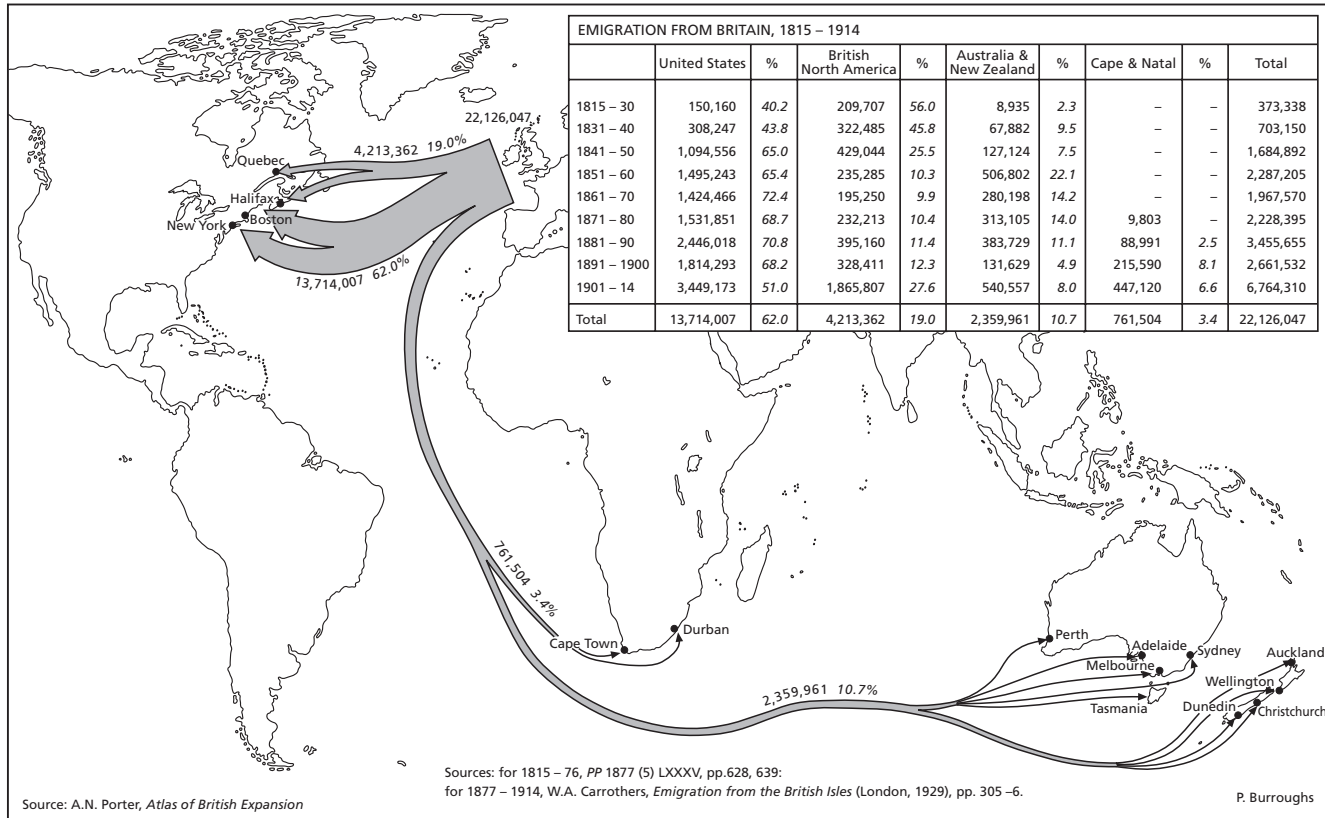 EMIGRATION FROM BRITAIN, 1815 – 1914
United States % British North America % Australia & New Zealand % Cape & Natal % Total
1815 – 30 150,160 40.2 209,707 56.0 8,935 2.3 – – 373,338
1831 – 40 308,247 43.8 322,485 45.8 67,882 9.5 – – 703,150
1841 – 50 1,094,556 65.0 429,044 25.5 127,124 7.5 – – 1,684,892
1851 – 60 1,495,243 65.4 235,285 10.3 506,802 22.1 – – 2,287,205
1861 – 70 1,424,466 72.4 195,250 9.9 280,198 14.2 – – 1,967,570
1871 – 80 1,531,851 68.7 232,213 10.4 313,105 14.0 9,803 – 2,228,395
1881 – 90 2,446,018 70.8 395,160 11.4 383,729 11.1 88,991 2.5 3,455,655
1891 – 1900 1,814,293 68.2 328,411 12.3 131,629 4.9 215,590 8.1 2,661,532
1901 – 14 3,449,173 51.0 1,865,807 27.6 540,557 8.0 447,120 6.6 6,764,310
Total 13,714,007 62.0 4,213,362 19.0 2,359,961 10.7 761,504 3.4 22,126,047
22,126,047
4,213,362 19.0%
Quebec
Halifax
Boston
New York
13,714,007 62.0%
761,504 3.4%
Cape Town
Durban
2,359,961 10.7%
Perth
Adelaide
Melbourne
Sydney
Tasmania
Auckland
Wellington
Dunedin
Christchurch
Sources: for 1815 – 76, PP 1877 (5) LXXXV, pp.628, 639:
for 1877 – 1914, W.A. Carrothers, Emigration from the British Isles (London, 1929), pp. 305 –6.
Source: A.N. Porter, Atlas of British Expansion
P. Burroughs